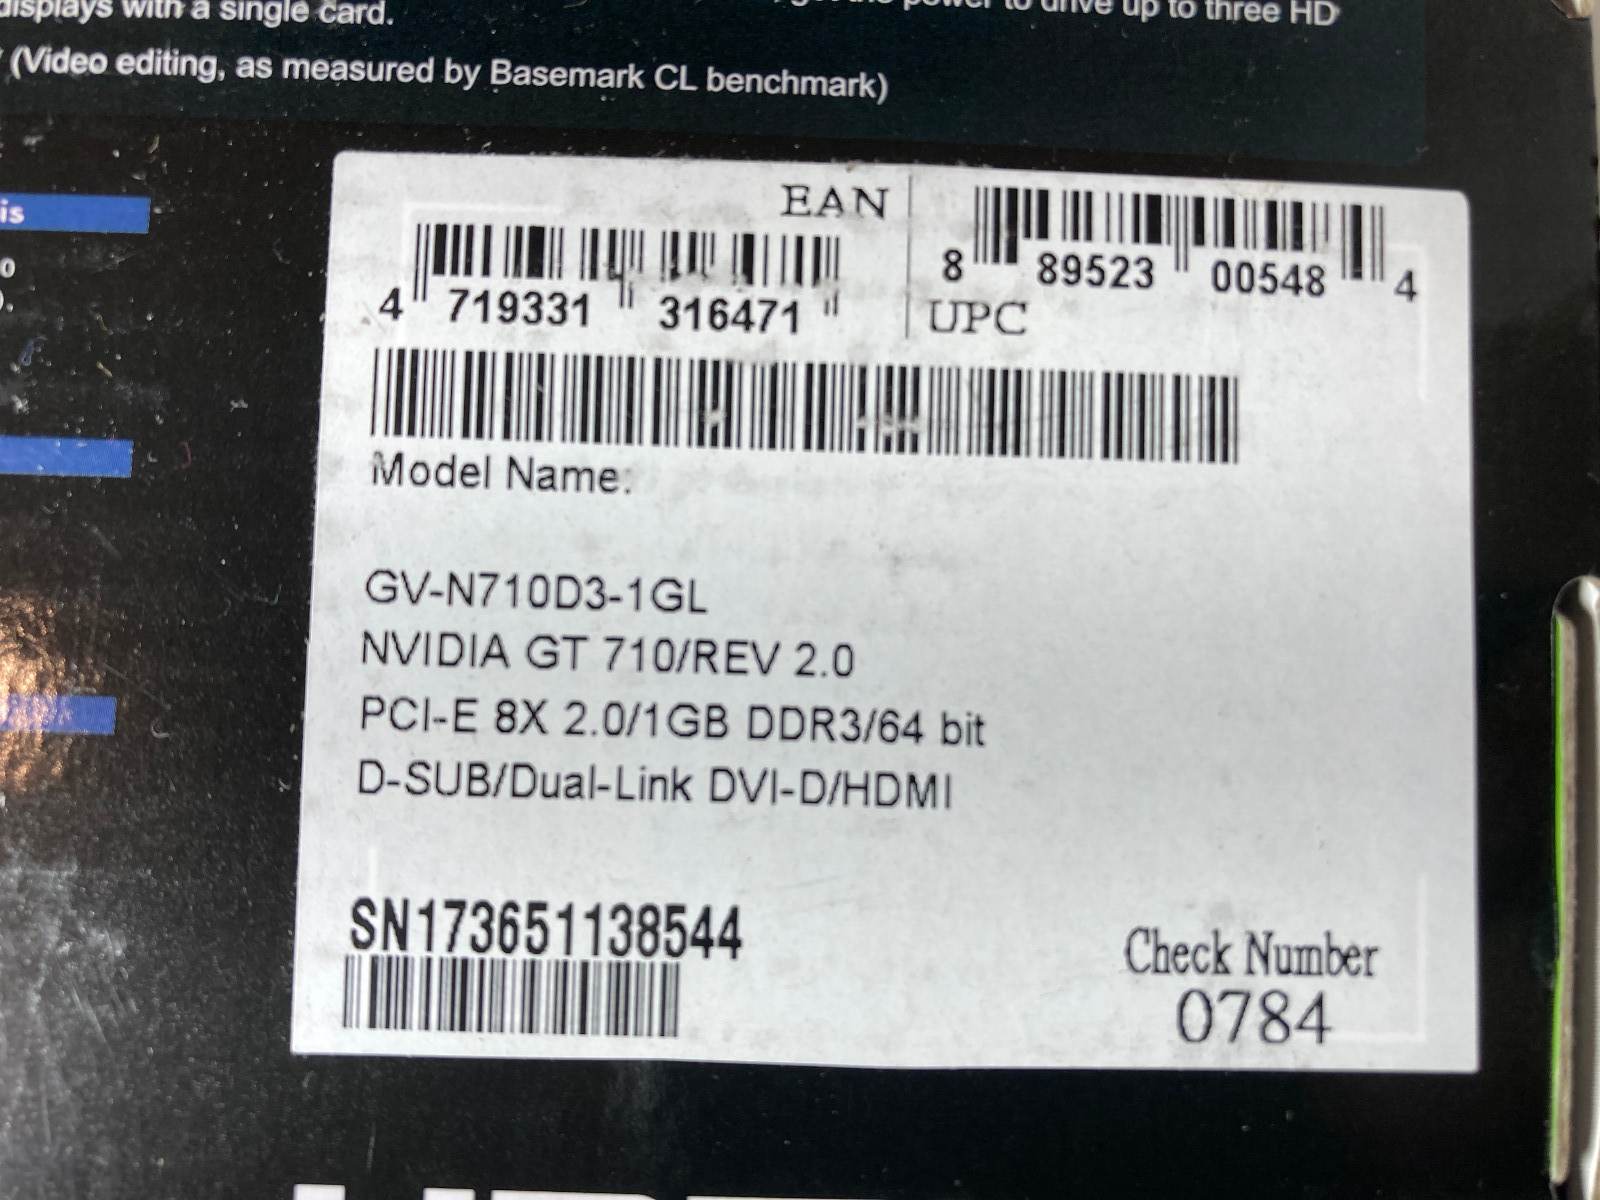 displays with a single card.
power to drive up to three HD
(Video editing, as measured by Basemark CL benchmark)
is
EAN
4 719331 316471
8 89523 00548 4
UPC
Model Name:
GV-N710D3-1GL
NVIDIA GT 710/REV 2.0
PCI-E 8X 2.0/1GB DDR3/64 bit
D-SUB/Dual-Link DVI-D/HDMI
SN173651138544
Check Number
0784